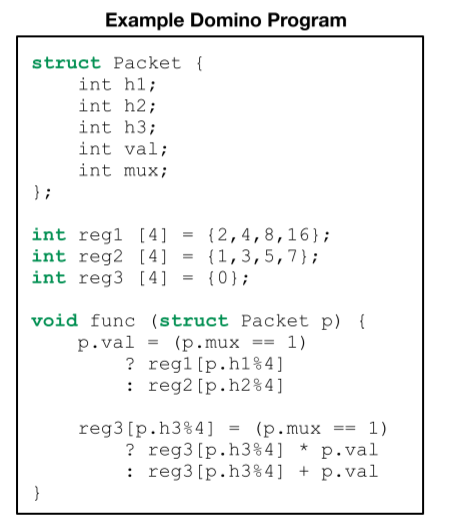 Example Domino Program
struct Packet {
int h1;
int h2;
int h3;
int val;
int mux;
};
int reg1 [4] = {2,4,8,16};
int reg2 [4] = {1,3,5,7};
int reg3 [4] = {0};
void func (struct Packet p) {
p.val = (p.mux == 1)
? reg1[p.h1%4]
: reg2[p.h2%4]
reg3[p.h3%4] = (p.mux == 1)
? reg3[p.h3%4] * p.val
: reg3[p.h3%4] + p.val
}